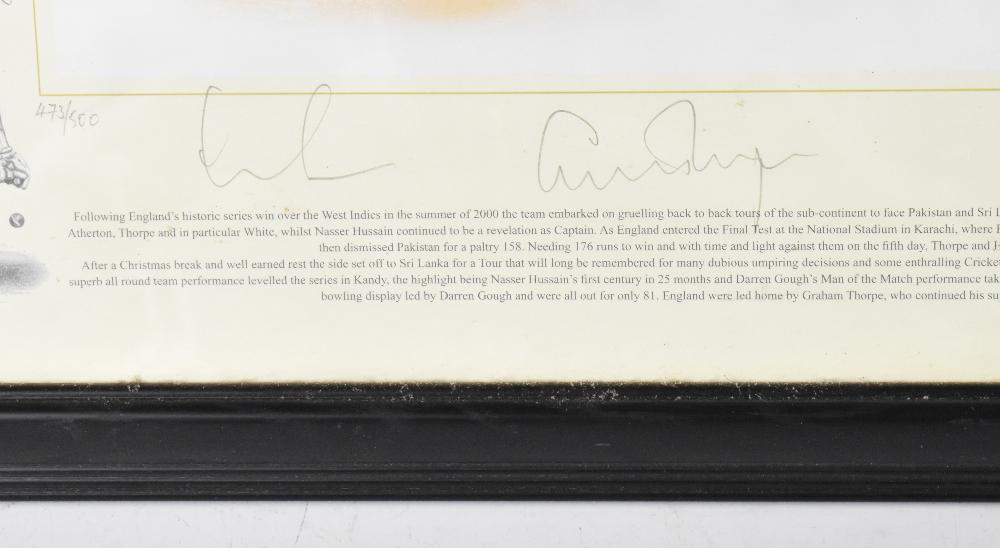 473/500
Following England's historic series win over the West Indies in the summer of 2000 the team embarked on gruelling back to back tours of the sub-continent to face Pakistan and Sri L
Atherton, Thorpe and in particular White, whilst Nasser Hussain continued to be a revelation as Captain. As England entered the Final Test at the National Stadium in Karachi, where
then dismissed Pakistan for a paltry 158. Needing 176 runs to win and with time and light against them on the fifth day, Thorpe and
After a Christmas break and well earned rest the side set off to Sri Lanka for a Tour that will long be remembered for many dubious umpiring decisions and some enthralling Cricket
superb all round team performance levelled the series in Kandy, the highlight being Nasser Hussain's first century in 25 months and Darren Gough's Man of the Match performance tak
bowling display led by Darren Gough and were all out for only 81. England were led home by Graham Thorpe, who continued his su